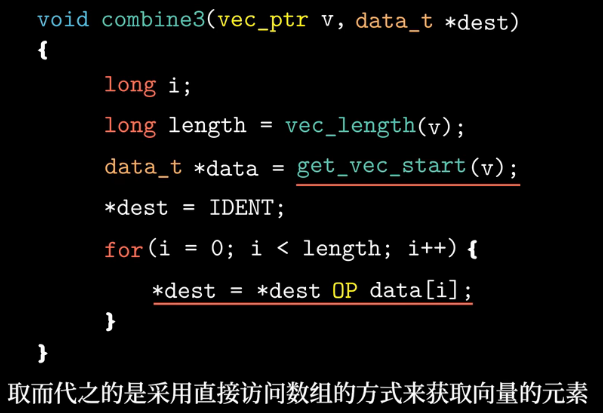 void combine3(vec_ptr v, data_t *dest)
{
long i;
long length = vec_length(v);
data_t *data = get_vec_start(v);
*dest = IDENT;
for(i = 0; i < length; i++) {
*dest = *dest OP data[i];
}
}
取而代之的是采用直接访问数组的方式来获取向量的元素